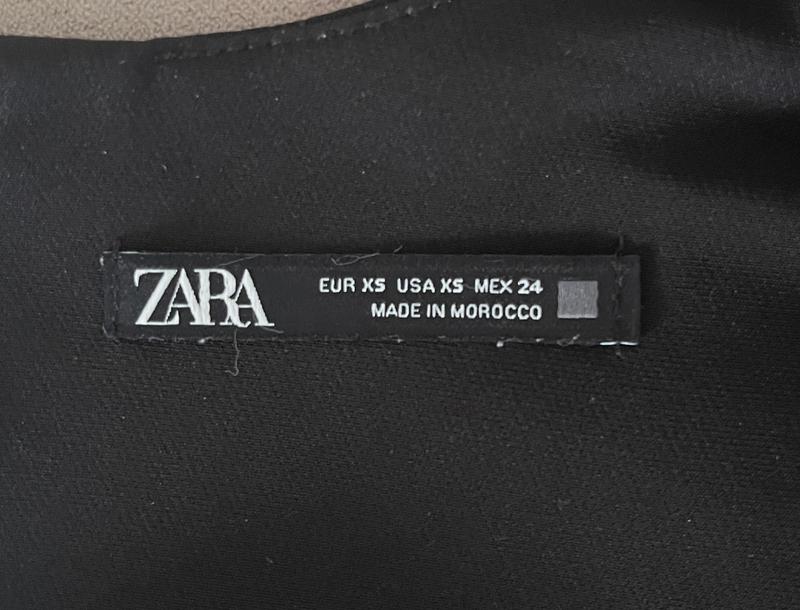 ZARA
EUR XS USA XS MEX 24
MADE IN MOROCCO